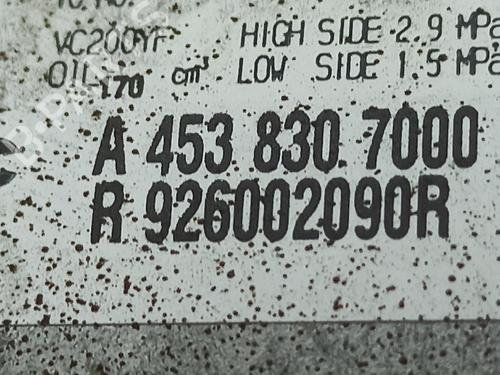 VC200YF HIGH SIDE 2.9 MPa
OIL 170 cm³ LOW SIDE 1.5 MPa
A 453 830 7000
R 926002090R